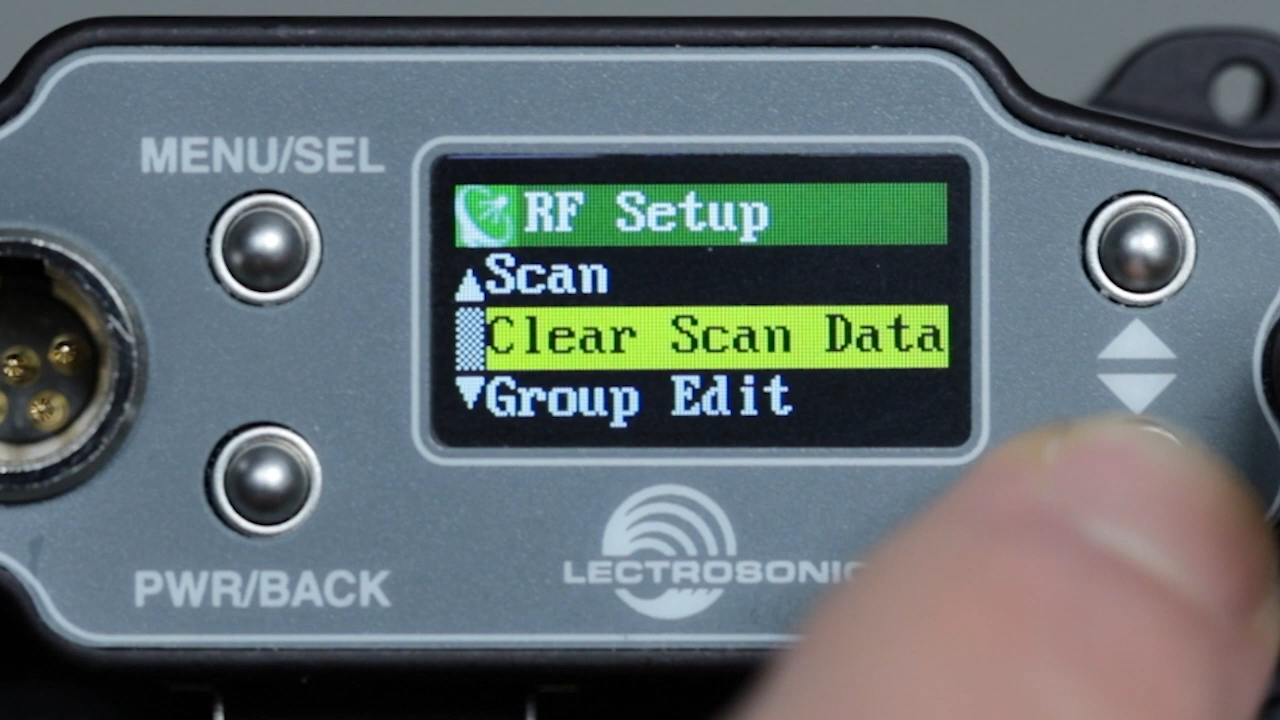 MENU/SEL
RF Setup
Scan
Clear Scan Data
Group Edit
PWR/BACK
LECTROSONIC